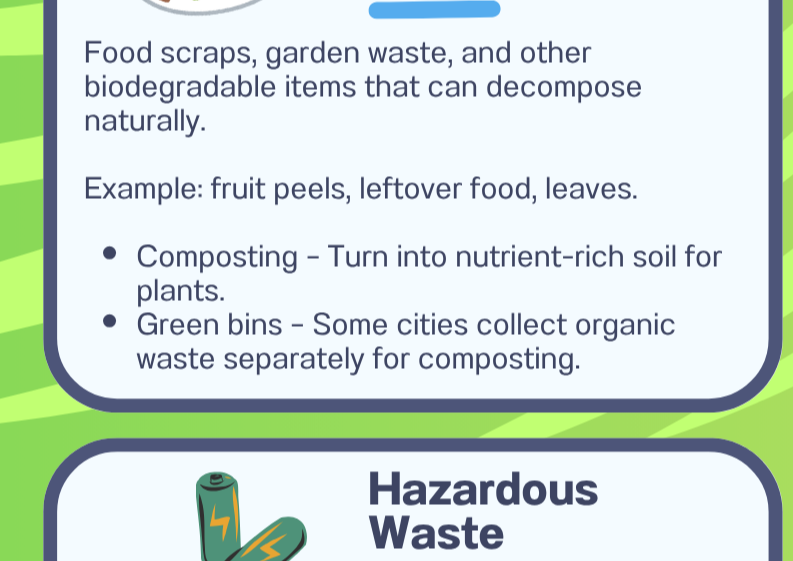 Food scraps, garden waste, and other
biodegradable items that can decompose
naturally.
Example: fruit peels, leftover food, leaves.
• Composting – Turn into nutrient-rich soil for
plants.
• Green bins – Some cities collect organic
waste separately for composting.
Hazardous
Waste